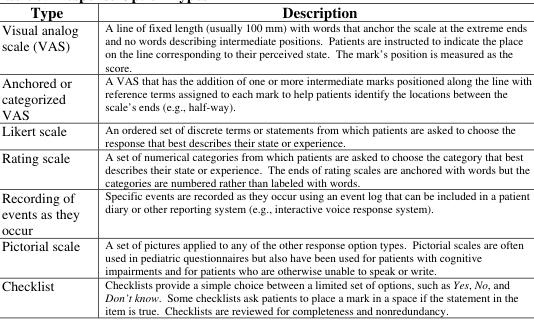 Type Description
Visual analog scale (VAS)
A line of fixed length (usually 100 mm) with words that anchor the scale at the extreme ends
and no words describing intermediate positions. Patients are instructed to indicate the place
on the line corresponding to their perceived state. The mark's position is measured as the
score.
Anchored or
categorized
VAS
A VAS that has the addition of one or more intermediate marks positioned along the line with
reference terms assigned to each mark to help patients identify the locations between the
scale's ends (e.g., half-way).
Likert scale
An ordered set of discrete terms or statements from which patients are asked to choose the
response that best describes their state or experience.
Rating scale
A set of numerical categories from which patients are asked to choose the category that best
describes their state or experience. The ends of rating scales are anchored with words but the
categories are numbered rather than labeled with words.
Recording of
events as they
occur
Specific events are recorded as they occur using an event log that can be included in a patient
diary or other reporting system (e.g., interactive voice response system).
Pictorial scale
A set of pictures applied to any of the other response option types. Pictorial scales are often
used in pediatric questionnaires but also have been used for patients with cognitive
impairments and for patients who are otherwise unable to speak or write.
Checklist
Checklists provide a simple choice between a limited set of options, such as Yes, No, and
Don't know. Some checklists ask patients to place a mark in a space if the statement in the
item is true. Checklists are reviewed for completeness and nonredundancy.